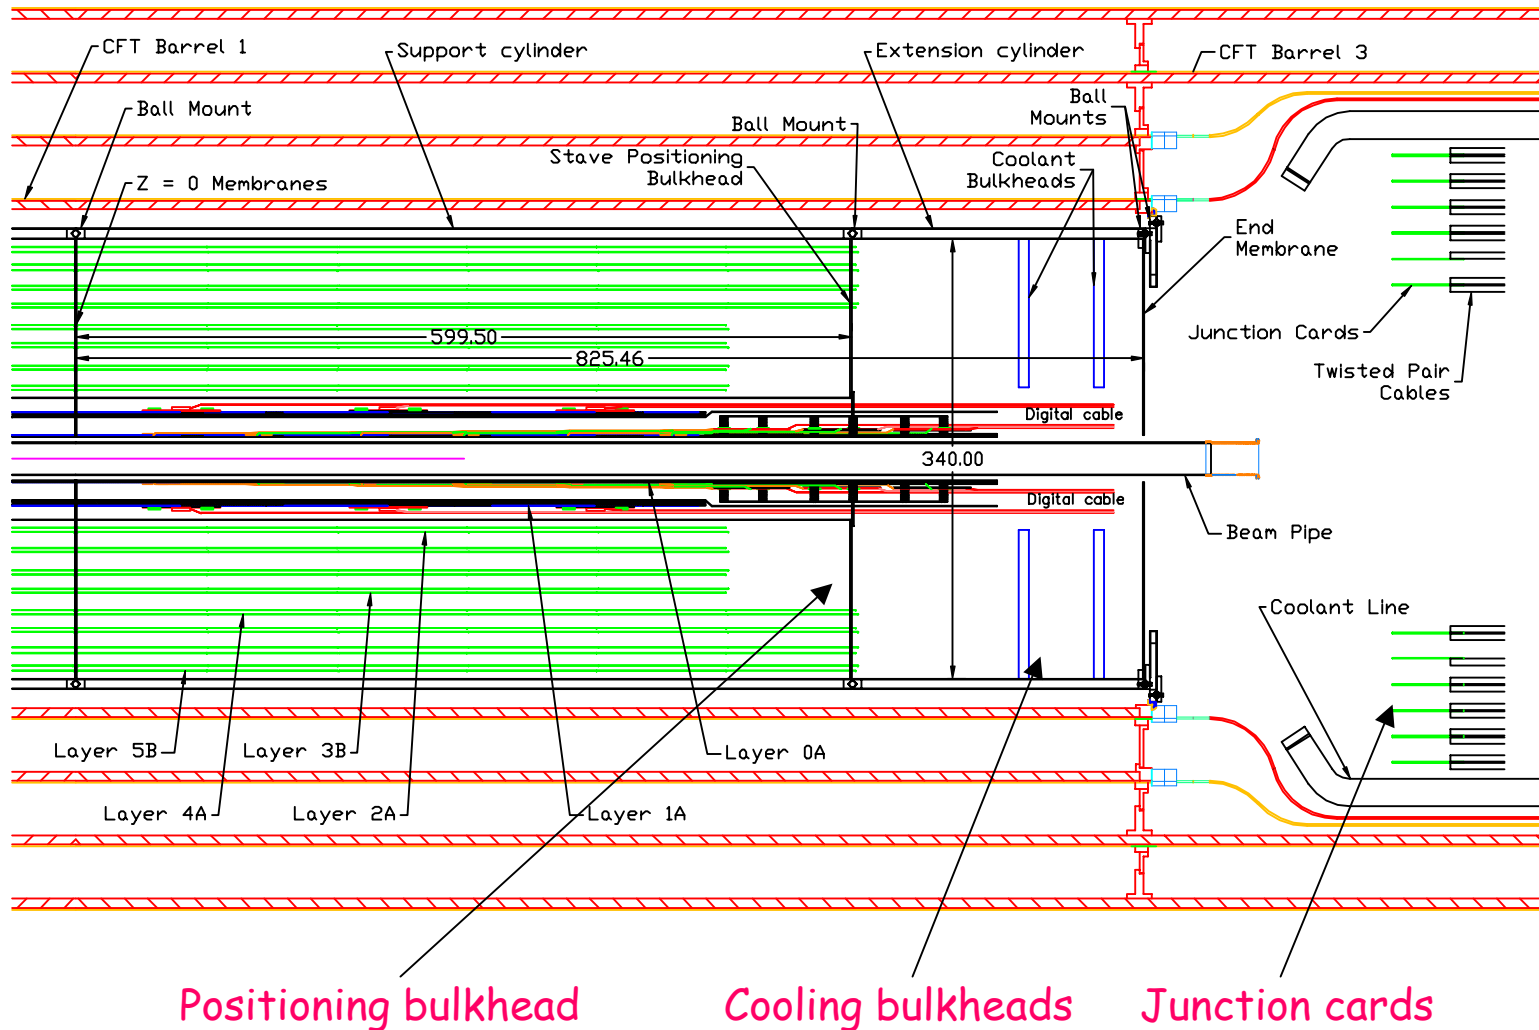 CFT Barrel 1
Support cylinder
Extension cylinder
CFT Barrel 3
Ball Mount
Ball Mount
Ball
Mounts
Stave Positioning
Bulkhead
Coolant
Bulkheads
Z = 0 Membranes
End
Membrane
599.50
825.46
Junction Cards
Twisted Pair
Cables
Digital cable
340.00
Digital cable
Beam Pipe
Coolant Line
Layer 5B
Layer 3B
Layer 0A
Layer 4A
Layer 2A
Layer 1A
Positioning bulkhead
Cooling bulkheads
Junction cards